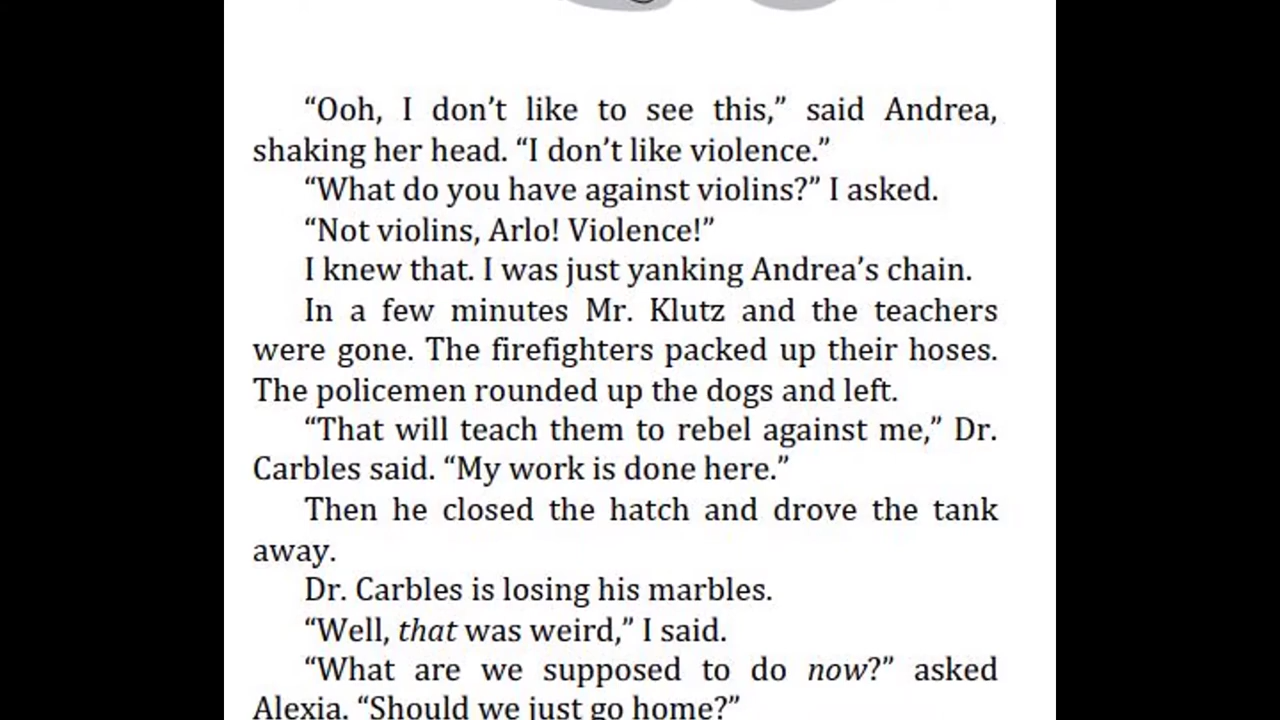 “Ooh, I don’t like to see this,” said Andrea,
shaking her head. “I don’t like violence.”
“What do you have against violins?” I asked.
“Not violins, Arlo! Violence!”
I knew that. I was just yanking Andrea’s chain.
In a few minutes Mr. Klutz and the teachers
were gone. The firefighters packed up their hoses.
The policemen rounded up the dogs and left.
“That will teach them to rebel against me,” Dr.
Carbles said. “My work is done here.”
Then he closed the hatch and drove the tank
away.
Dr. Carbles is losing his marbles.
“Well, that was weird,” I said.
“What are we supposed to do now?” asked
Alexia. “Should we just go home?”